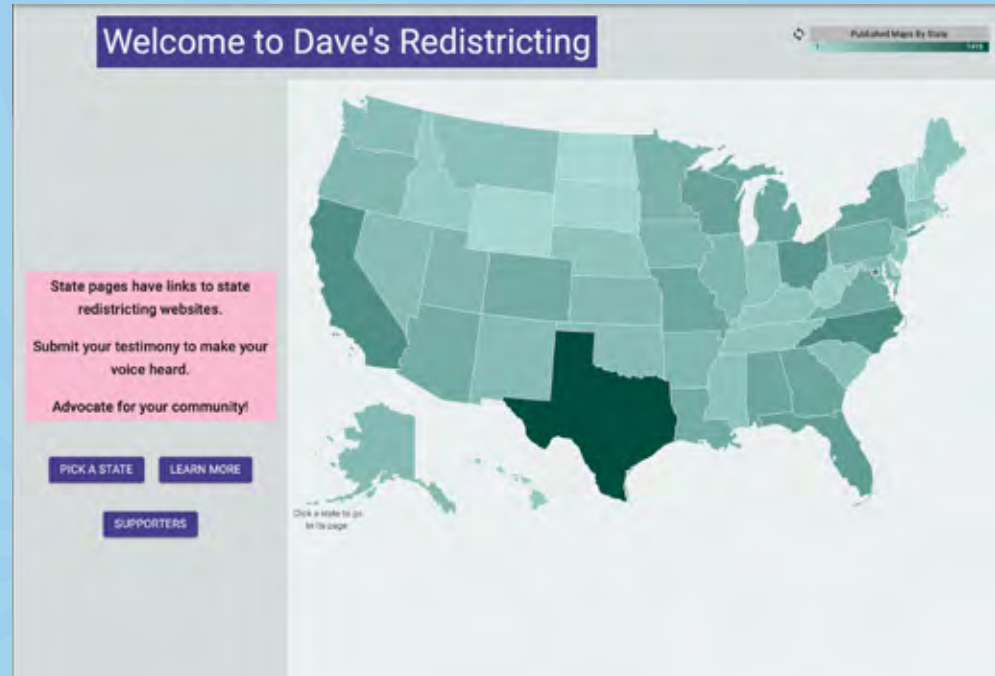 Welcome to Dave's Redistricting
Published Maps By State
1
State pages have links to state
redistricting websites.
Submit your testimony to make your
voice heard.
Advocate for your community!
PICK A STATE
LEARN MORE
SUPPORTERS
Click a state to go
to its page